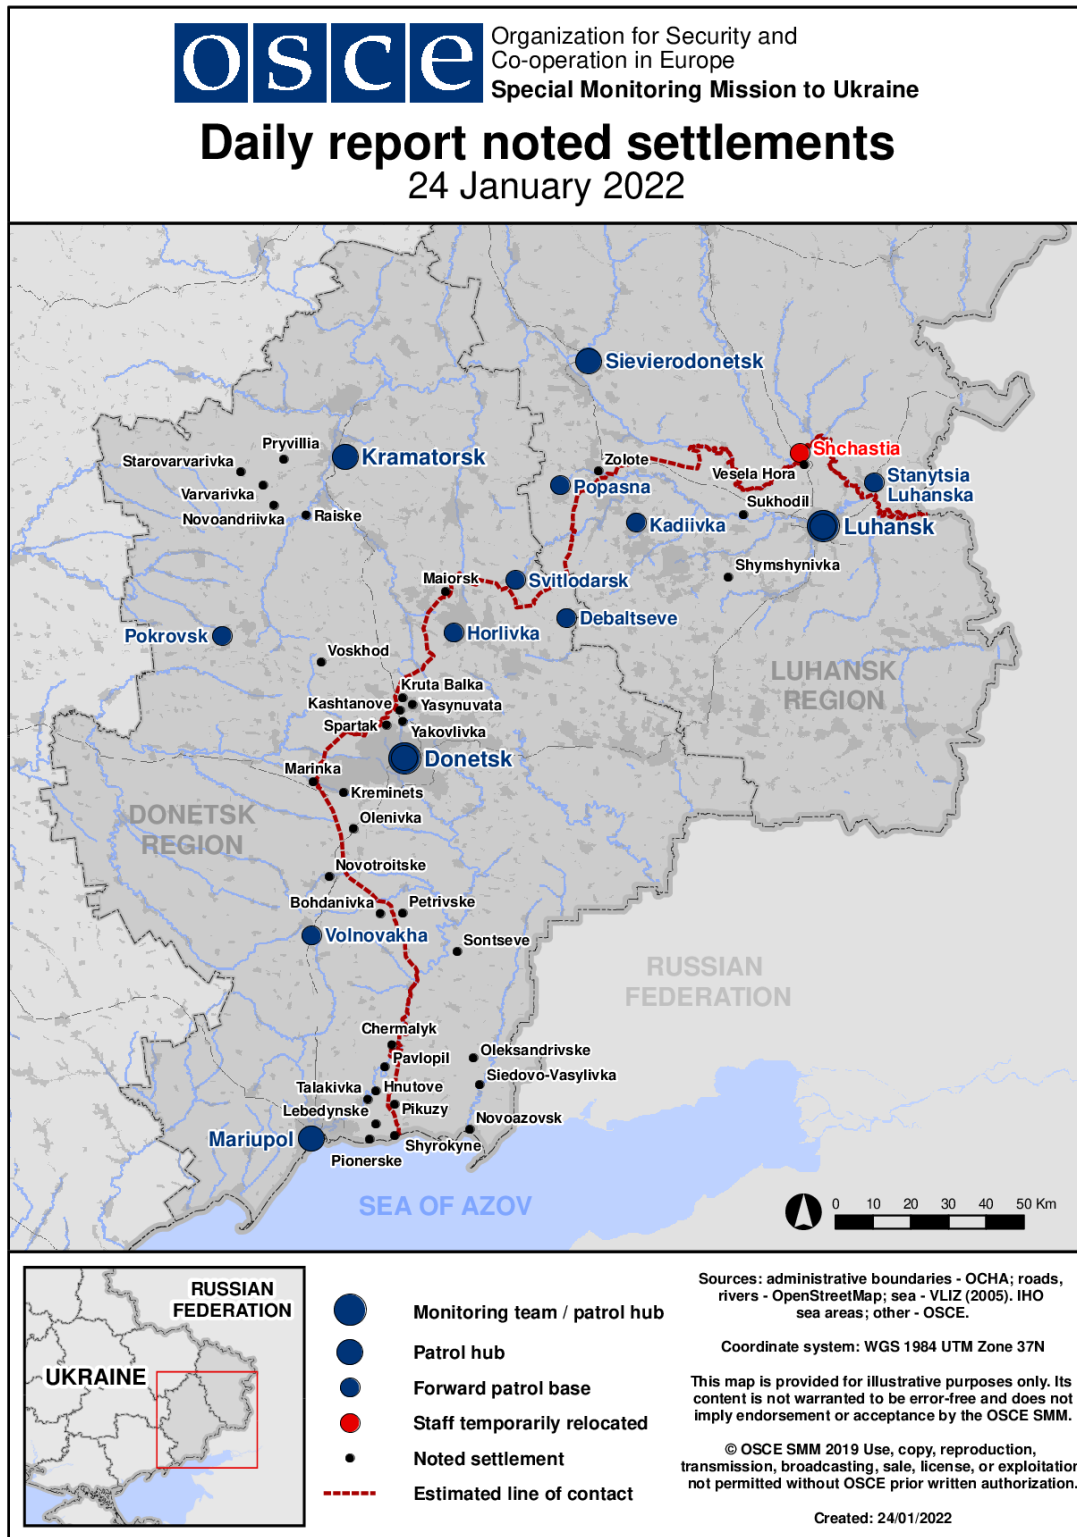 osce
Organization for Security and
Co-operation in Europe
Special Monitoring Mission to Ukraine
Daily report noted settlements
24 January 2022
Sievierodonetsk
Pryvillia
Kramatorsk
Starovarvarivka
Varvarivka
Novoandriivka
Raiske
Zolote
Popasna
Kadiivka
Vesela Hora
Shchastia
Stanytsia
Luhanska
Sukhodil
Luhansk
Shymshynivka
Maiorsk
Svitlodarsk
Debaltseve
Horlivka
Pokrovsk
Voskhod
LUHANSK
REGION
Kruta Balka
Kashtanove
Yasynuvata
Spartak
Yakovlivka
Donetsk
Marinka
Kreminets
DONETSK
REGION
Olenivka
Novotroitske
Bohdanivka
Petrivske
Volnovakha
Sontseve
RUSSIAN
FEDERATION
Chermalyk
Pavlopil
Oleksandrivske
Talakivka
Hnutove
Siedovo-Vasylivka
Lebedynske
Pikuzy
Novoazovsk
Mariupol
Shyrokyne
Pionerske
SEA OF AZOV
0 10 20 30 40 50 Km
RUSSIAN
FEDERATION
UKRAINE
Monitoring team / patrol hub
Patrol hub
Forward patrol base
Staff temporarily relocated
Noted settlement
Estimated line of contact
Sources: administrative boundaries - OCHA; roads,
rivers - OpenStreetMap; sea - VLIZ (2005). IHO
sea areas; other - OSCE.
Coordinate system: WGS 1984 UTM Zone 37N
This map is provided for illustrative purposes only. Its
content is not warranted to be error-free and does not
imply endorsement or acceptance by the OSCE SMM.
© OSCE SMM 2019 Use, copy, reproduction,
transmission, broadcasting, sale, license, or exploitation
not permitted without OSCE prior written authorization.
Created: 24/01/2022